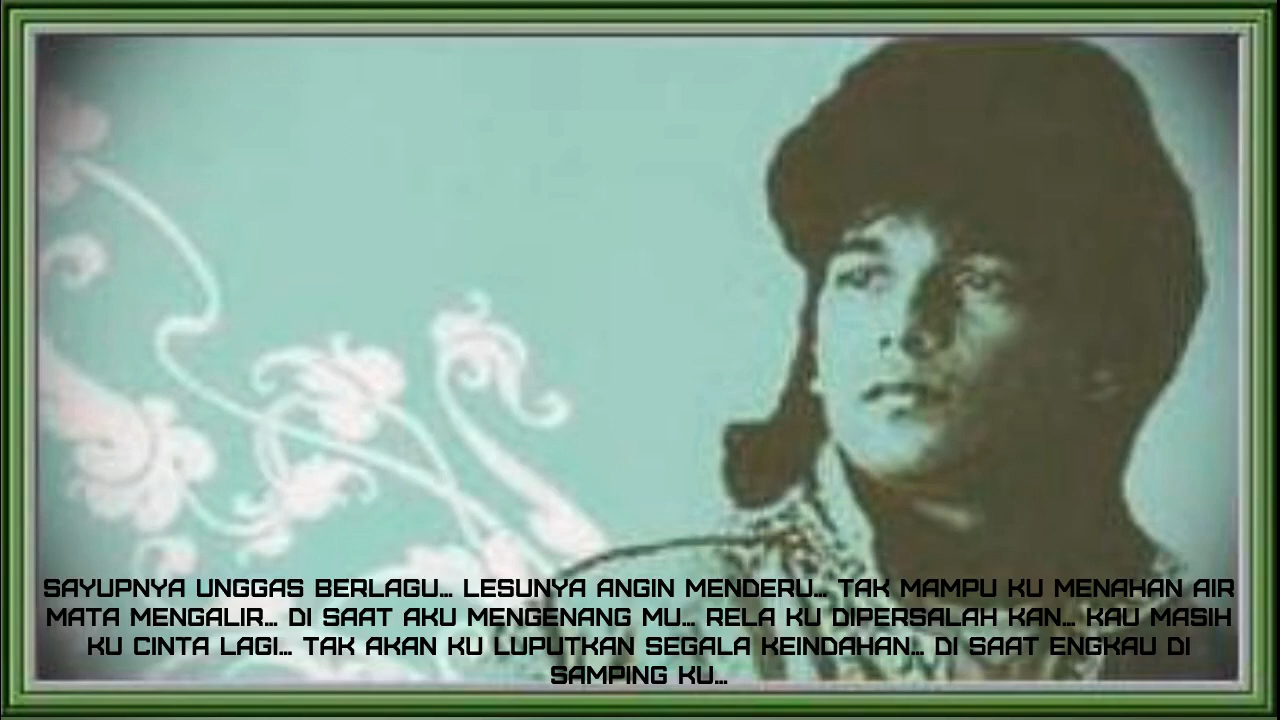 SAYUPNYA UNGGAS BERLAGU... LESUNYA ANGIN MENDERU... TAK MAMPU KU MENAHAN AIR
MATA MENGALIR... DI SAAT AKU MENGENANG MU... RELA KU DIPERSALAH KAN... KAU MASIH
KU CINTA LAGI... TAK AKAN KU LUPUTKAN SEGALA KEINDAHAN... DI SAAT ENGKAU DI
SAMPING KU...